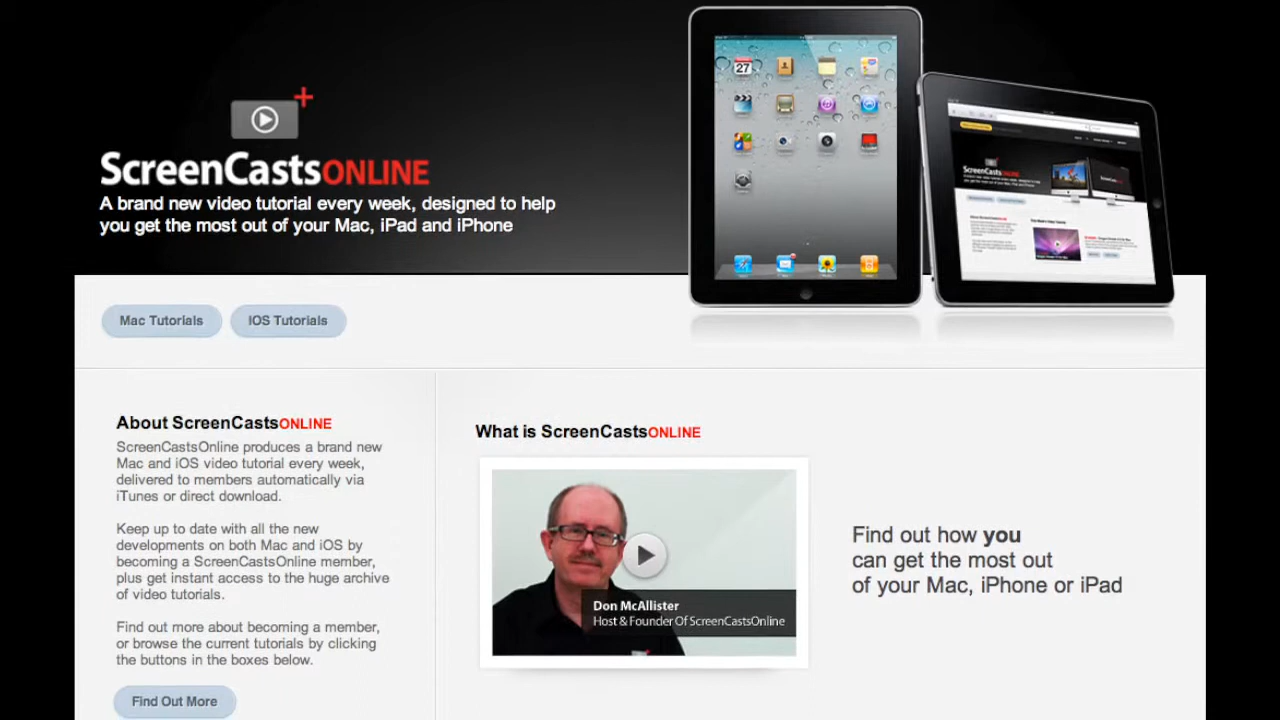 ScreenCastsONLINE
A brand new video tutorial every week, designed to help
you get the most out of your Mac, iPad and iPhone
27
ScreenCastsONLINE
Mac Tutorials
iOS Tutorials
About ScreenCastsONLINE
ScreenCastsOnline produces a brand new
Mac and iOS video tutorial every week,
delivered to members automatically via
iTunes or direct download.
Keep up to date with all the new
developments on both Mac and iOS by
becoming a ScreenCastsOnline member,
plus get instant access to the huge archive
of video tutorials.
Find out more about becoming a member,
or browse the current tutorials by clicking
the buttons in the boxes below.
Find Out More
What is ScreenCastsONLINE
Don McAllister
Host & Founder Of ScreenCastsOnline
Find out how you
can get the most out
of your Mac, iPhone or iPad